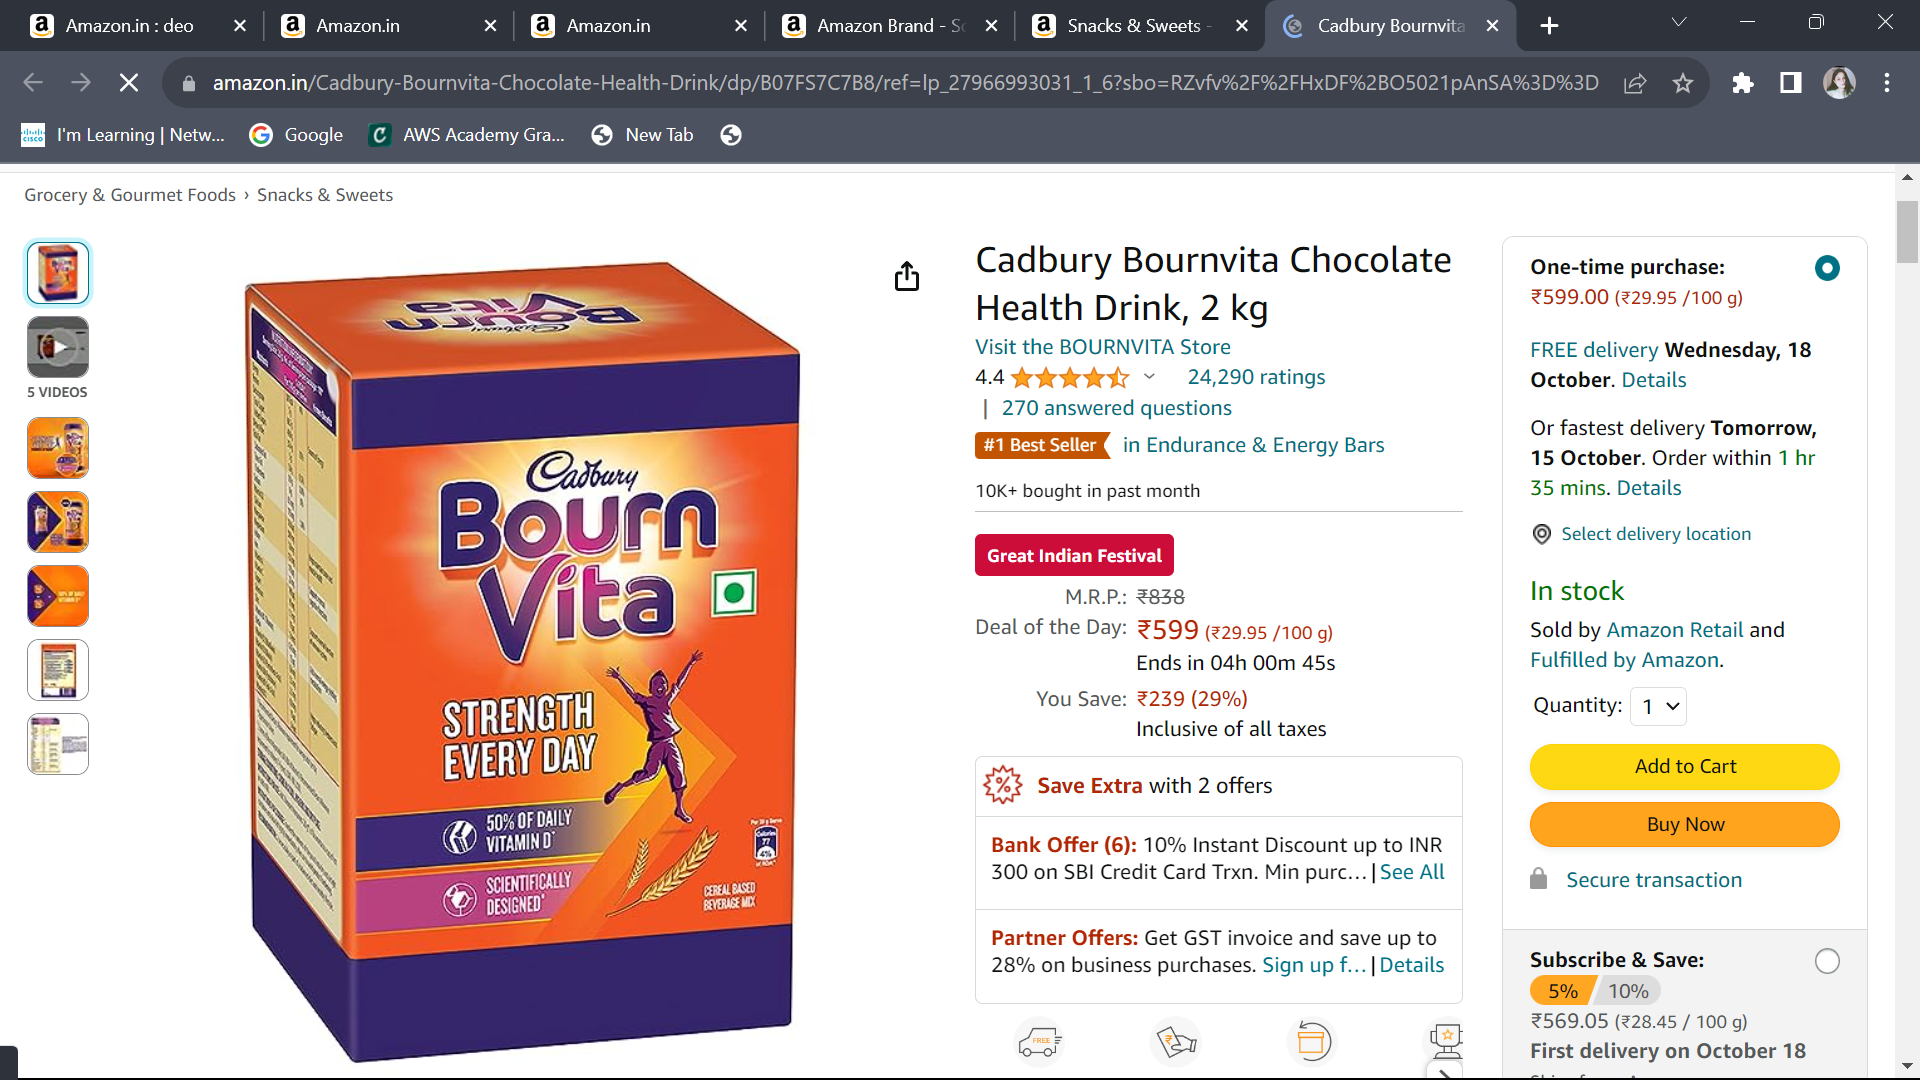 Amazon.in : deo
Amazon.in
Amazon.in
Amazon Brand - So
Snacks & Sweets -
Cadbury Bournvita
amazon.in/Cadbury-Bournvita-Chocolate-Health-Drink/dp/B07FS7C7B8/ref=lp_27966993031_1_6?sbo=RZvfv%2F%2FHxDF%2BO5021pAnSA%3D%3D
I'm Learning | Netw...
Google
AWS Academy Gra...
New Tab
Grocery & Gourmet Foods › Snacks & Sweets
5 VIDEOS
Cadbury
Bourn
Vita
Cadbury
Bourn
Vita
STRENGTH
EVERY DAY
50% OF DAILY
VITAMIN D*
SCIENTIFICALLY
DESIGNED*
Calories
77
4%
CEREAL BASED
BEVERAGE MIX
Cadbury Bournvita Chocolate
Health Drink, 2 kg
Visit the BOURNVITA Store
4.4
24,290 ratings
| 270 answered questions
#1 Best Seller in Endurance & Energy Bars
10K+ bought in past month
Great Indian Festival
M.R.P.: ₹838
Deal of the Day: ₹599 (₹29.95 /100 g)
Ends in 04h 00m 45s
You Save: ₹239 (29%)
Inclusive of all taxes
Save Extra with 2 offers
Bank Offer (6): 10% Instant Discount up to INR
300 on SBI Credit Card Trxn. Min purc... | See All
Partner Offers: Get GST invoice and save up to
28% on business purchases. Sign up f... | Details
FREE
One-time purchase:
₹599.00 (₹29.95 /100 g)
FREE delivery Wednesday, 18
October. Details
Or fastest delivery Tomorrow,
15 October. Order within 1 hr
35 mins. Details
Select delivery location
In stock
Sold by Amazon Retail and
Fulfilled by Amazon.
Quantity: 1
Add to Cart
Buy Now
Secure transaction
Subscribe & Save:
5% 10%
₹569.05 (₹28.45 / 100 g)
First delivery on October 18